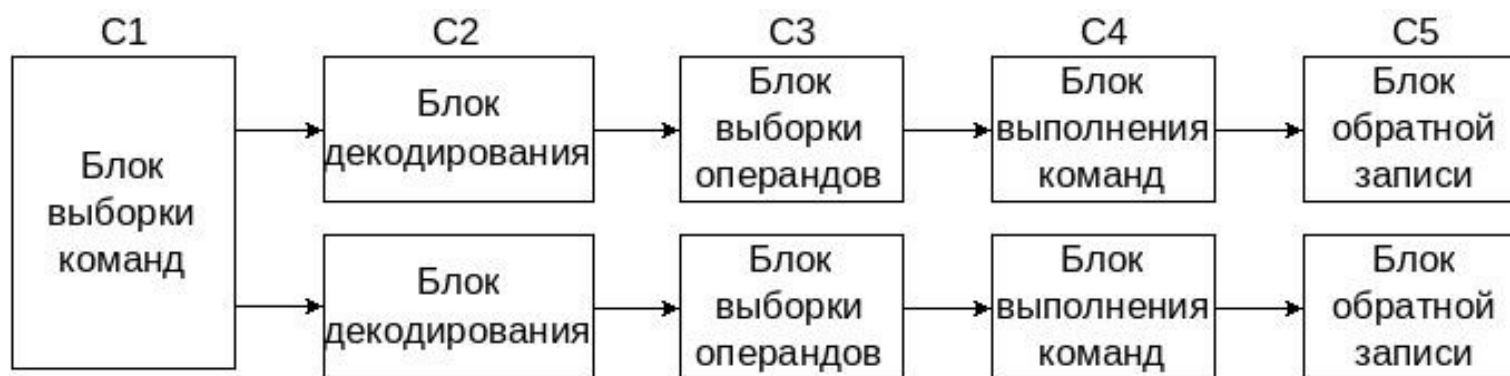 C1
C2
C3
C4
C5
Блок
выборки
команд
Блок
декодирования
Блок
выборки
операндов
Блок
выполнения
команд
Блок
обратной
записи
Блок
декодирования
Блок
выборки
операндов
Блок
выполнения
команд
Блок
обратной
записи